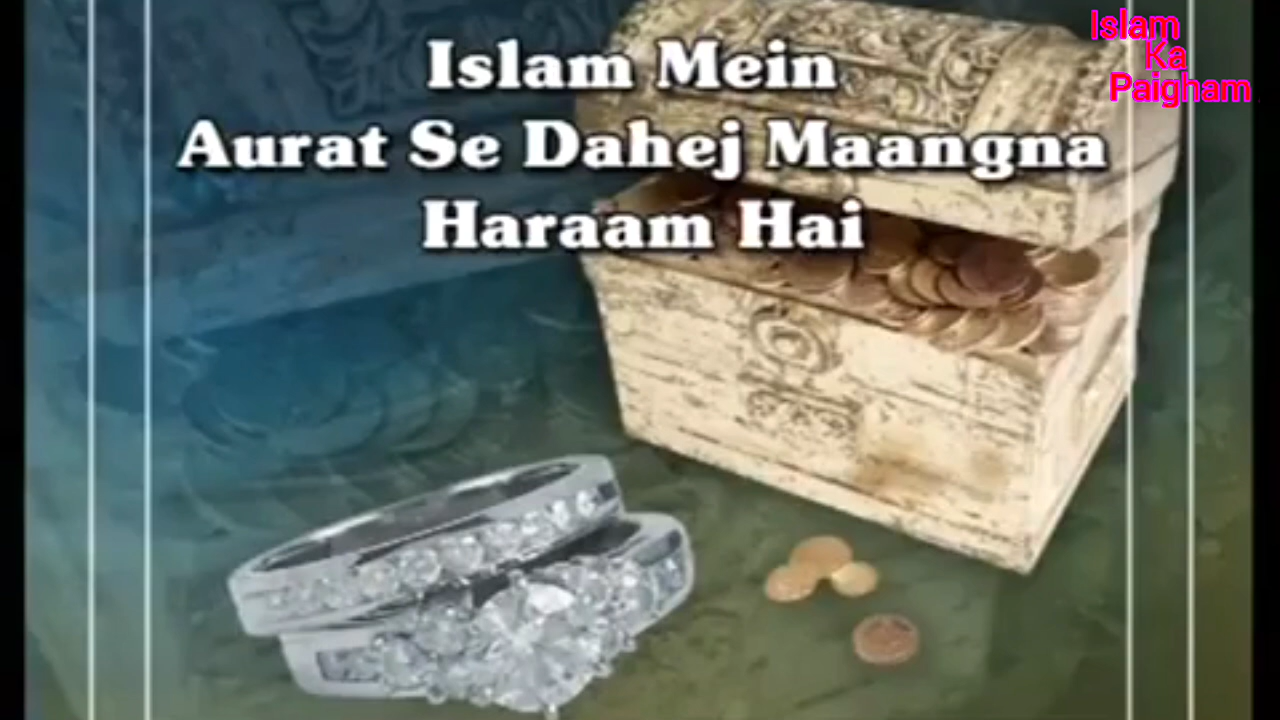 Islam Mein
Aurat Se Dahej Maangna
Haraam Hai
Islam
Ka
Paigham